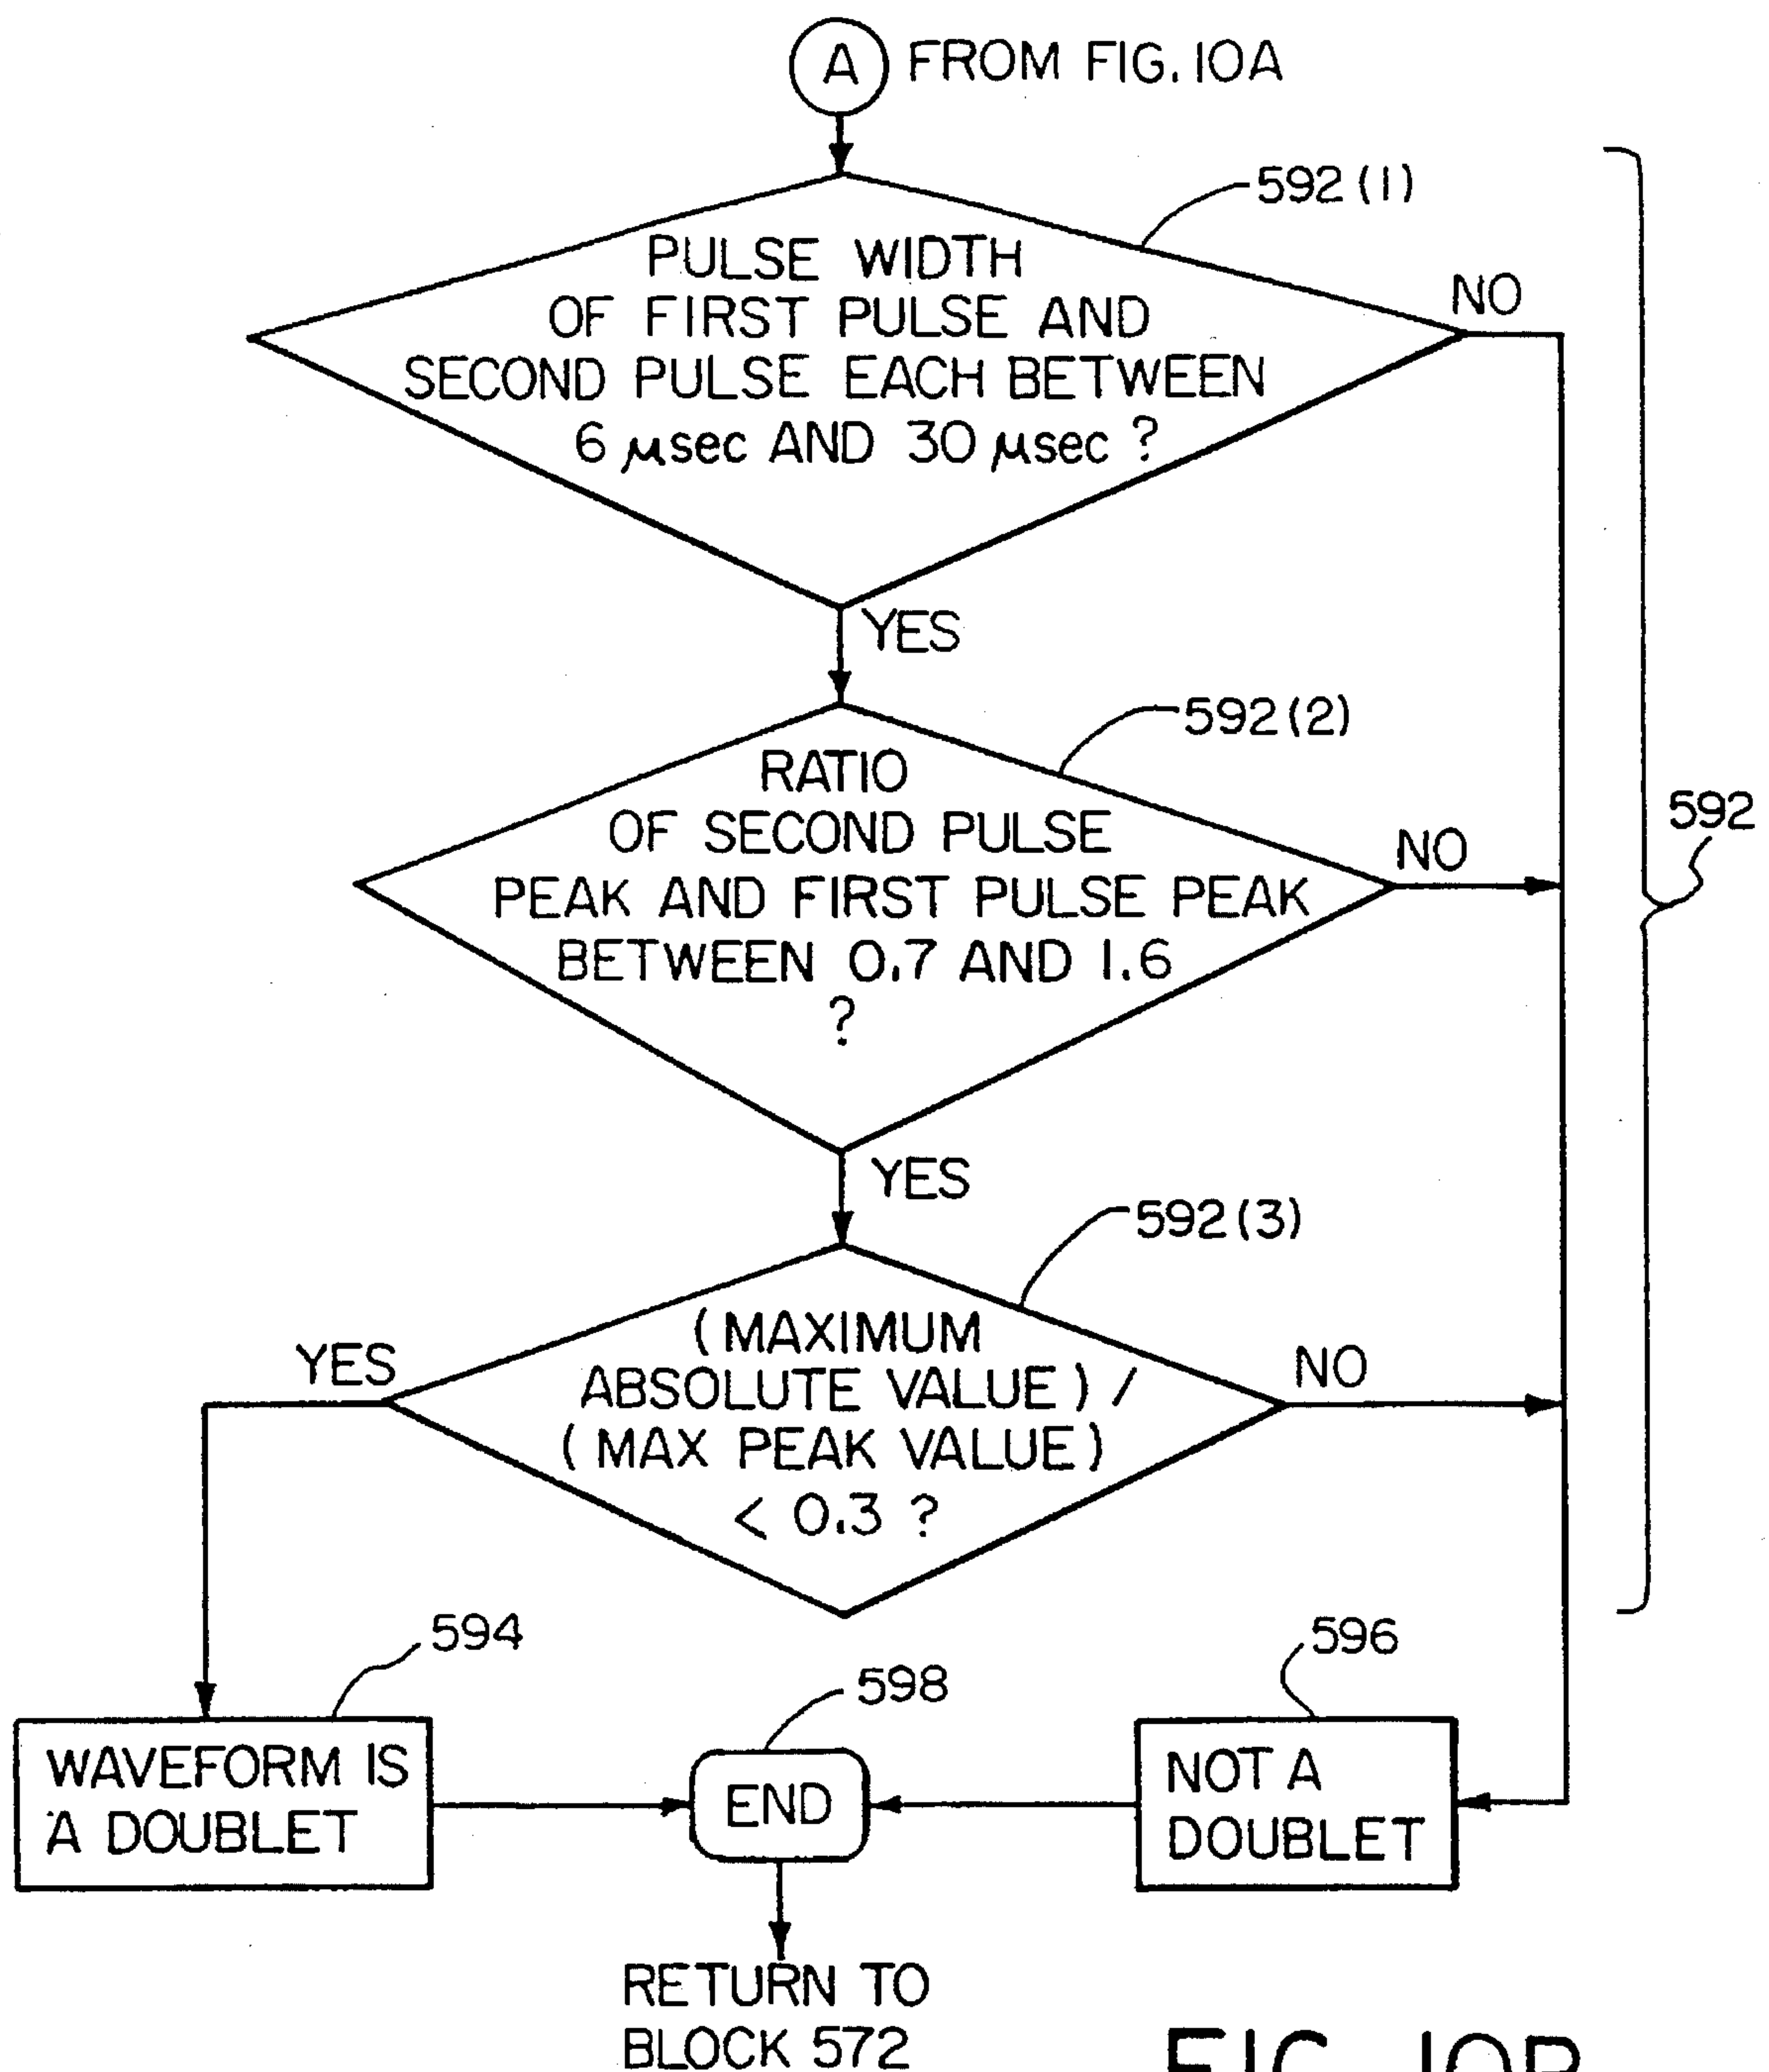 A FROM FIG. 10A
592(1)
PULSE WIDTH
OF FIRST PULSE AND
SECOND PULSE EACH BETWEEN
6 μsec AND 30 μsec ?
NO
YES
592(2)
RATIO
OF SECOND PULSE
PEAK AND FIRST PULSE PEAK
BETWEEN 0.7 AND 1.6
?
NO
592
YES
592(3)
(MAXIMUM
ABSOLUTE VALUE) /
(MAX PEAK VALUE)
< 0.3 ?
YES
NO
594
WAVEFORM IS
A DOUBLET
598
END
596
NOT A
DOUBLET
RETURN TO
BLOCK 572
FIG. 10B